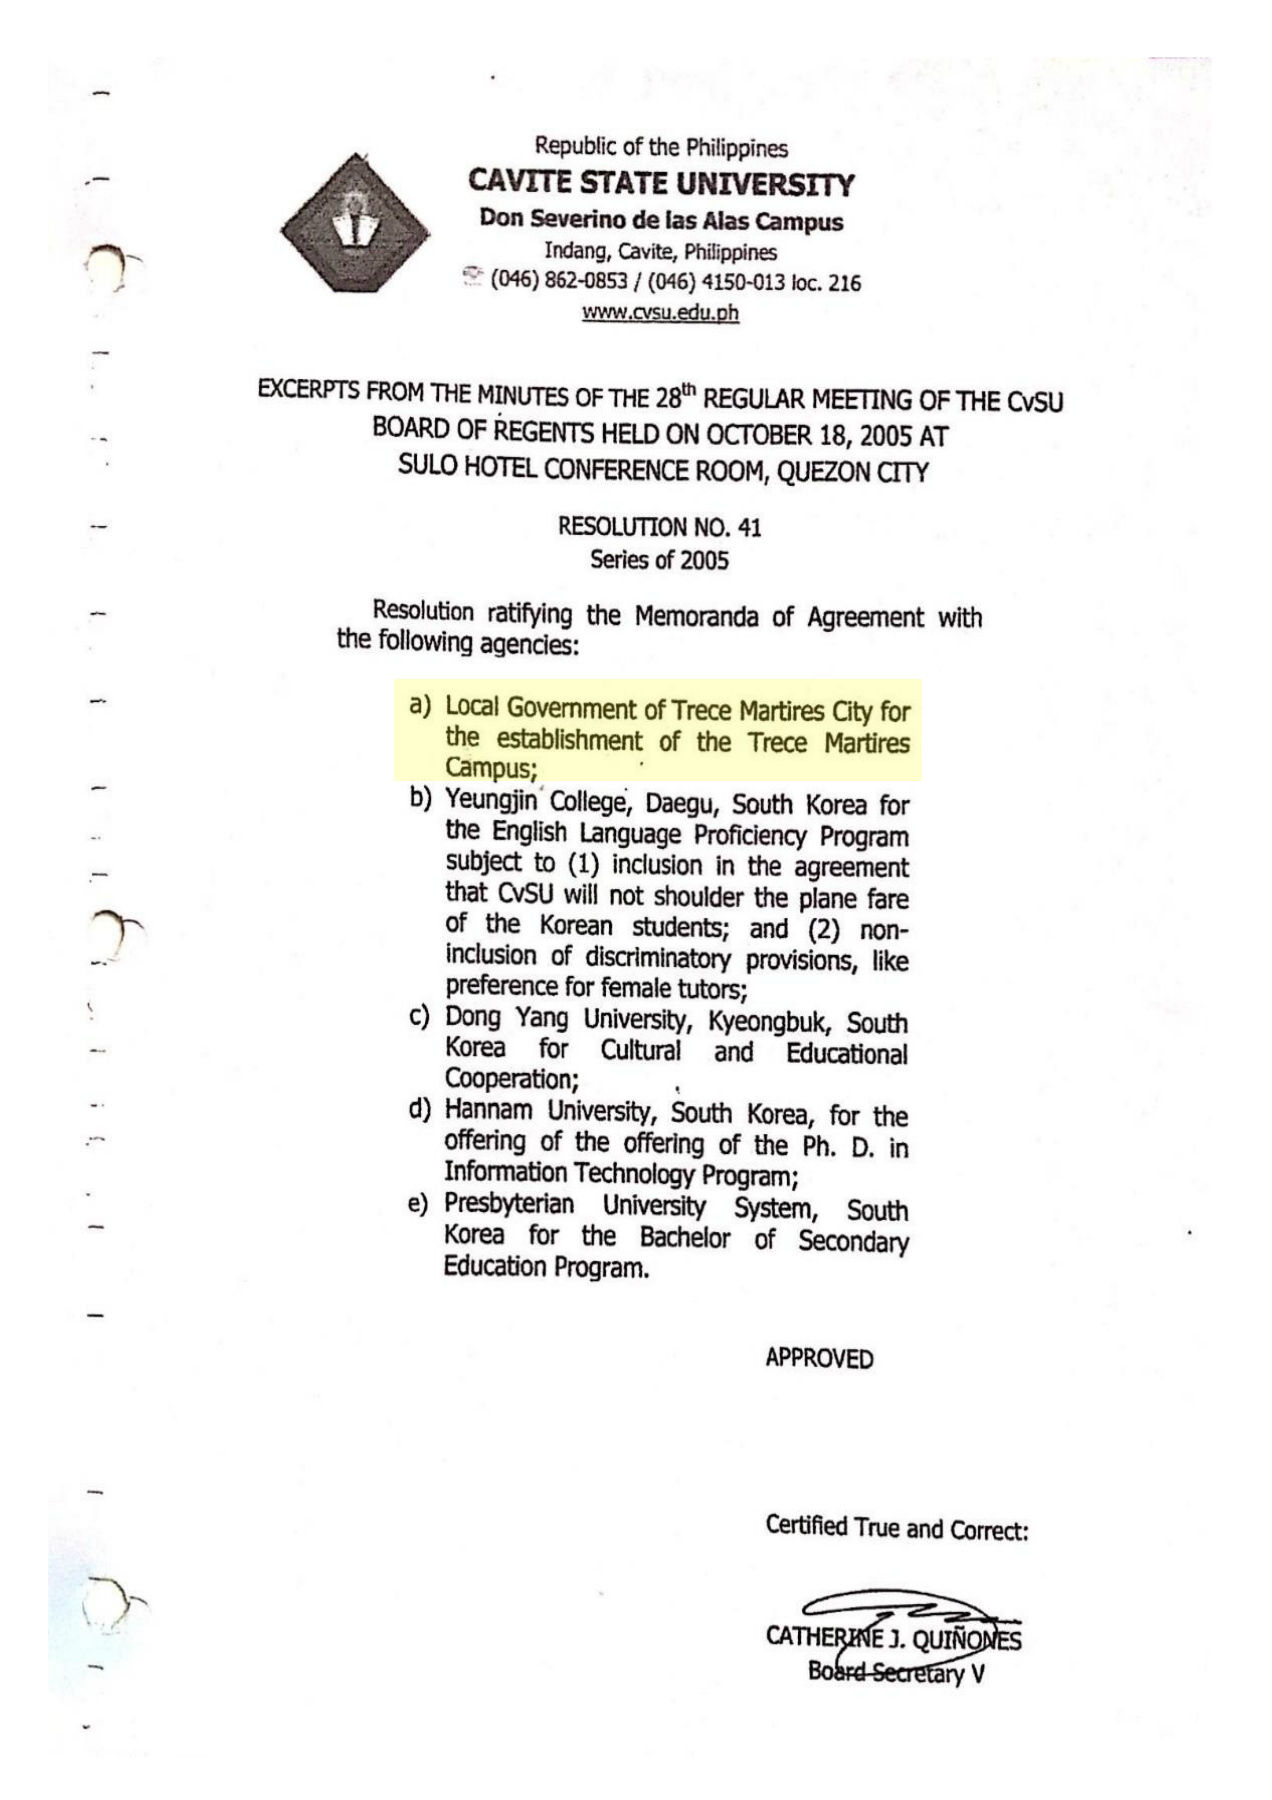 Republic of the Philippines
CAVITE STATE UNIVERSITY
Don Severino de las Alas Campus
Indang, Cavite, Philippines
☎ (046) 862-0853 / (046) 4150-013 loc. 216
www.cvsu.edu.ph
EXCERPTS FROM THE MINUTES OF THE 28th REGULAR MEETING OF THE CvSU
BOARD OF REGENTS HELD ON OCTOBER 18, 2005 AT
SULO HOTEL CONFERENCE ROOM, QUEZON CITY
RESOLUTION NO. 41
Series of 2005
Resolution ratifying the Memoranda of Agreement with
the following agencies:
a) Local Government of Trece Martires City for
the establishment of the Trece Martires
Campus;
b) Yeungjin College, Daegu, South Korea for
the English Language Proficiency Program
subject to (1) inclusion in the agreement
that CvSU will not shoulder the plane fare
of the Korean students; and (2) non-
inclusion of discriminatory provisions, like
preference for female tutors;
c) Dong Yang University, Kyeongbuk, South
Korea for Cultural and Educational
Cooperation;
d) Hannam University, South Korea, for the
offering of the offering of the Ph. D. in
Information Technology Program;
e) Presbyterian University System, South
Korea for the Bachelor of Secondary
Education Program.
APPROVED
Certified True and Correct:
CATHERINE J. QUIÑONES
Board Secretary V